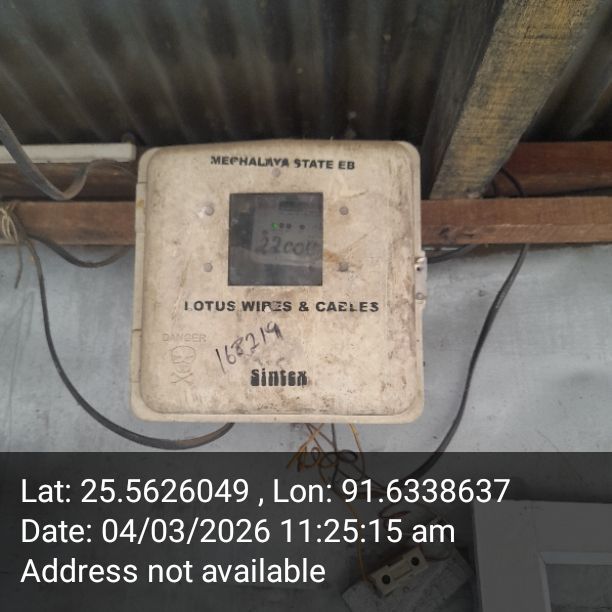 MEGHALAYA STATE EB
LOTUS WIRES & CABLES
DANGER
168219
Sintex
Lat: 25.5626049 , Lon: 91.6338637
Date: 04/03/2026 11:25:15 am
Address not available